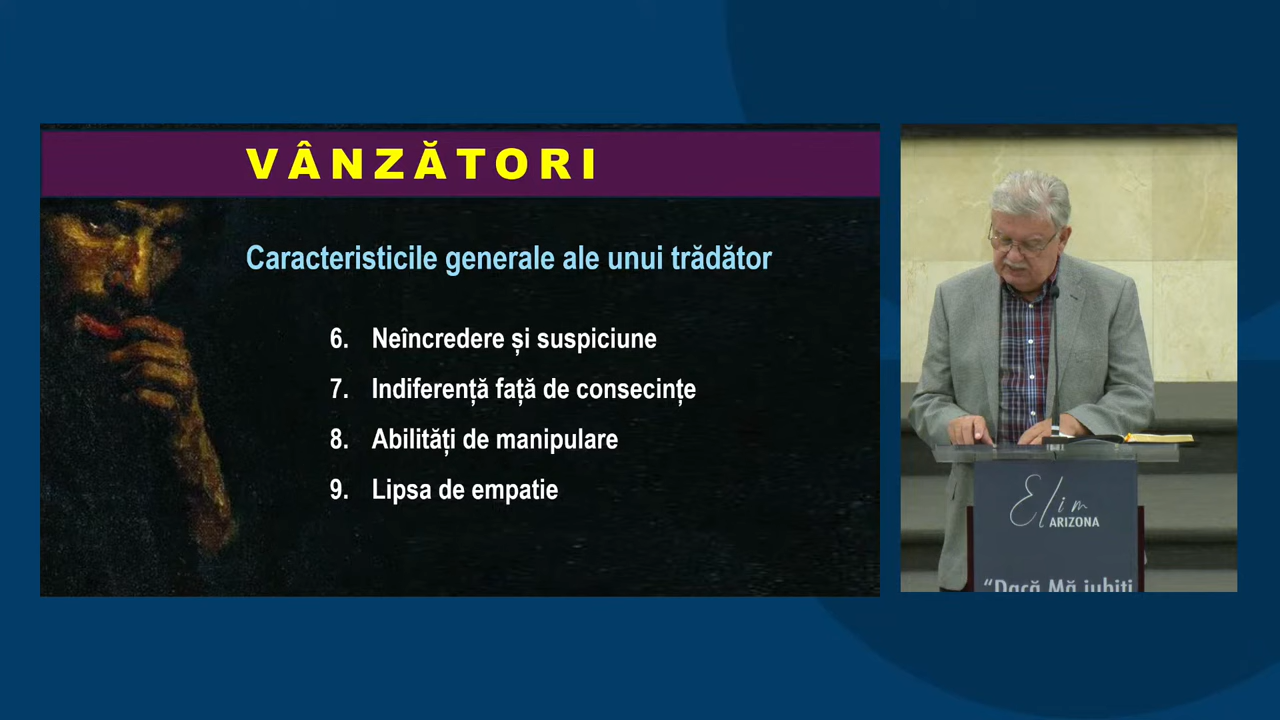 VÂNZĂTORI
Caracteristicile generale ale unui trădător
6. Neîncredere și suspiciune
7. Indiferență față de consecințe
8. Abilități de manipulare
9. Lipsa de empatie
Elim
ARIZONA
“Dacă Mă iubiți